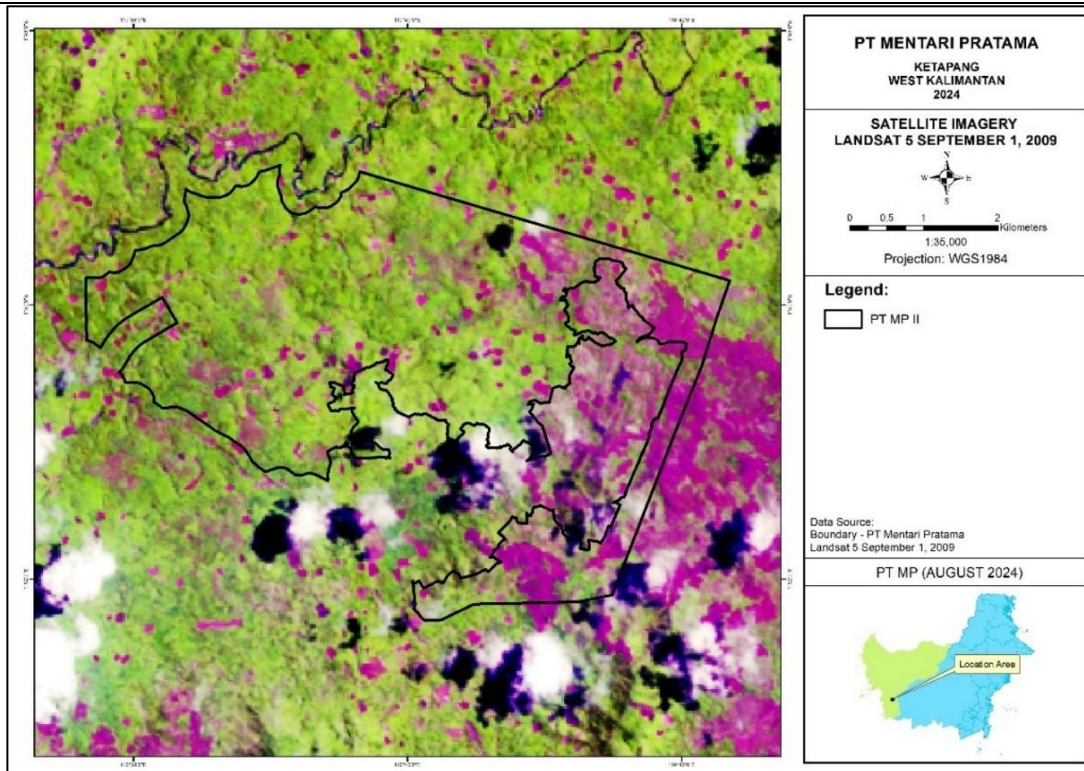 PT MENTARI PRATAMA
KETAPANG
WEST KALIMANTAN
2024
SATELLITE IMAGERY
LANDSAT 5 SEPTEMBER 1, 2009
N
W E
S
0 0.5 1 2
Kilometers
1:35,000
Projection: WGS1984
Legend:
PT MP II
Data Source:
Boundary - PT Mentari Pratama
Landsat 5 September 1, 2009
PT MP (AUGUST 2024)
Location Area